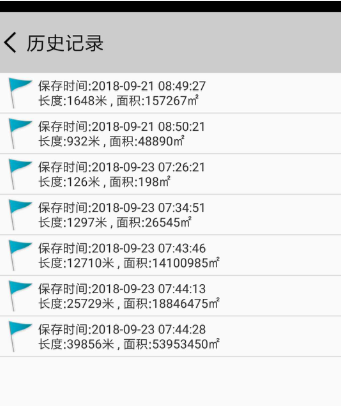 历史记录
保存时间:2018-09-21 08:49:27
长度:1648米 , 面积:157267㎡
保存时间:2018-09-21 08:50:21
长度:932米 , 面积:48890㎡
保存时间:2018-09-23 07:26:21
长度:126米 , 面积:198㎡
保存时间:2018-09-23 07:34:51
长度:1297米 , 面积:26545㎡
保存时间:2018-09-23 07:43:46
长度:12710米 , 面积:14100985㎡
保存时间:2018-09-23 07:44:13
长度:25729米 , 面积:18846475㎡
保存时间:2018-09-23 07:44:28
长度:39856米 , 面积:53953450㎡